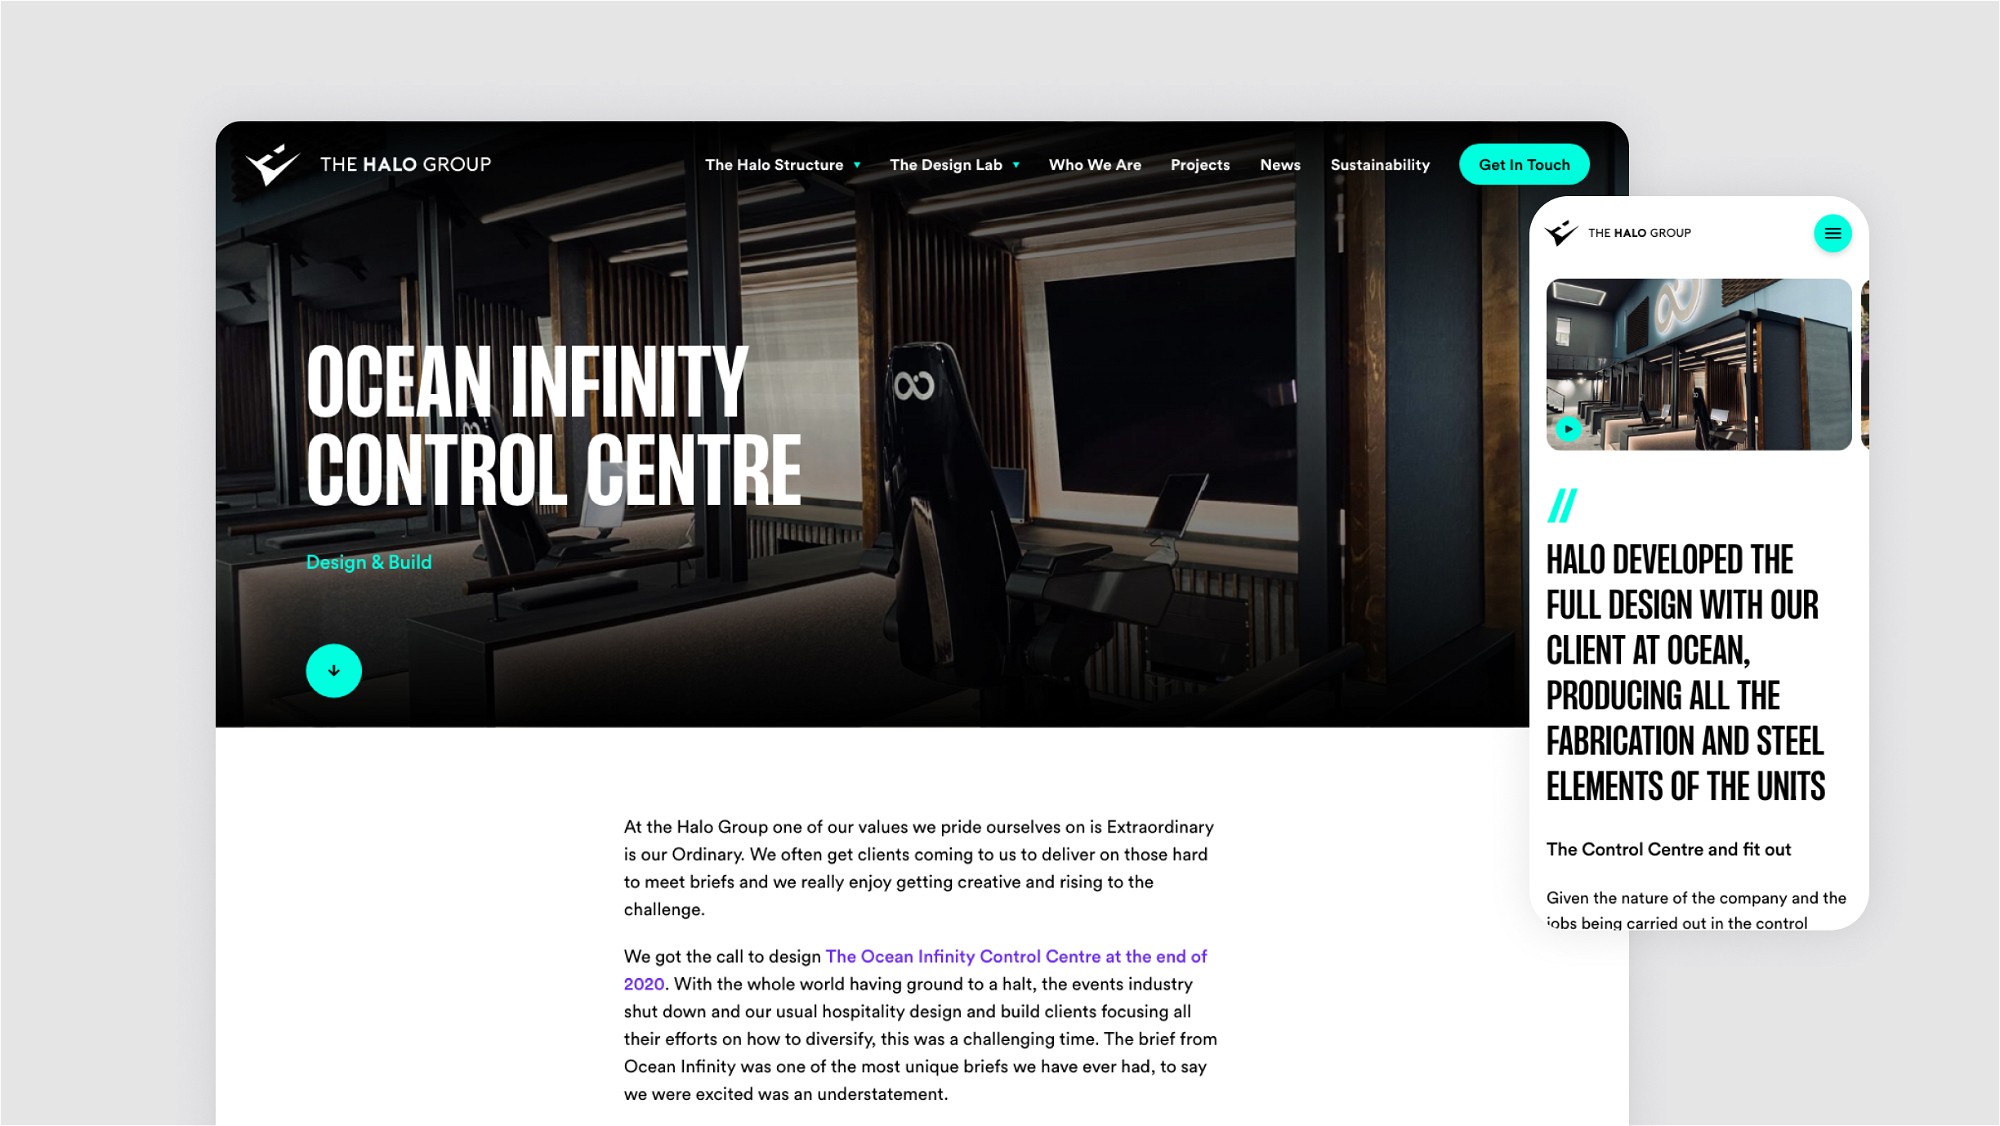 THE HALO GROUP
The Halo Structure
The Design Lab
Who We Are
Projects
News
Sustainability
Get In Touch
OCEAN INFINITY
CONTROL CENTRE
Design & Build
At the Halo Group one of our values we pride ourselves on is Extraordinary
is our Ordinary. We often get clients coming to us to deliver on those hard
to meet briefs and we really enjoy getting creative and rising to the
challenge.
We got the call to design The Ocean Infinity Control Centre at the end of
2020. With the whole world having ground to a halt, the events industry
shut down and our usual hospitality design and build clients focusing all
their efforts on how to diversify, this was a challenging time. The brief from
Ocean Infinity was one of the most unique briefs we have ever had, to say
we were excited was an understatement.
THE HALO GROUP
HALO DEVELOPED THE
FULL DESIGN WITH OUR
CLIENT AT OCEAN,
PRODUCING ALL THE
FABRICATION AND STEEL
ELEMENTS OF THE UNITS
The Control Centre and fit out
Given the nature of the company and the
jobs being carried out in the control